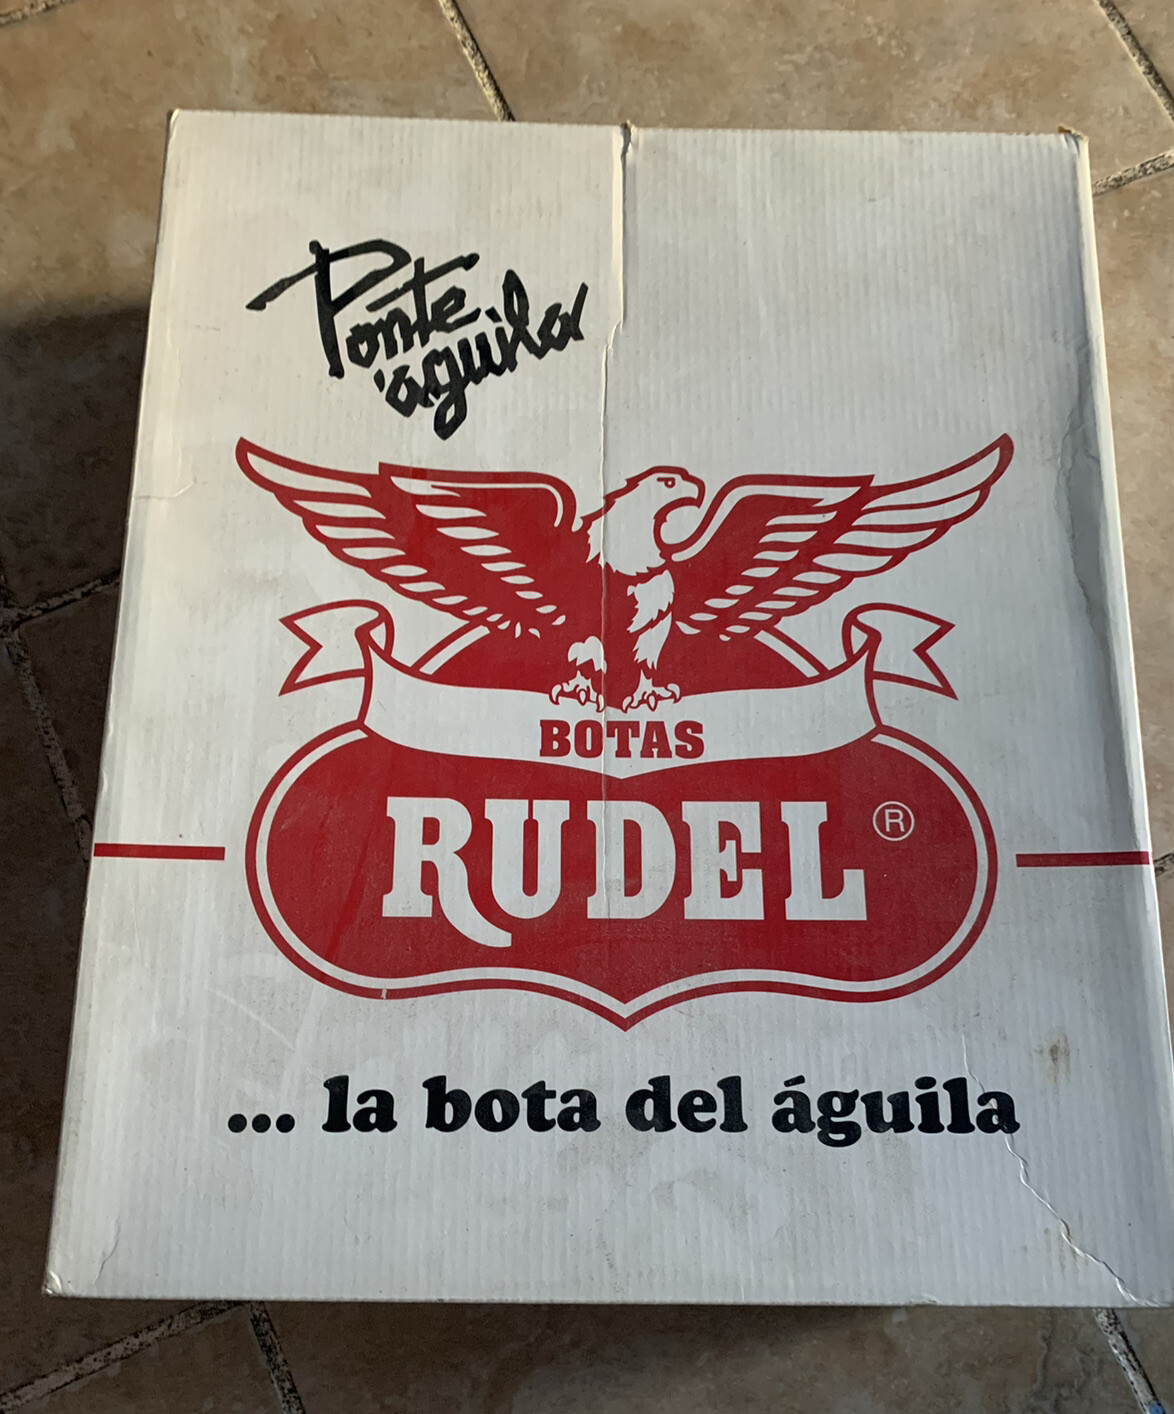 Ponte
águila
BOTAS
RUDEL ®
... la bota del águila